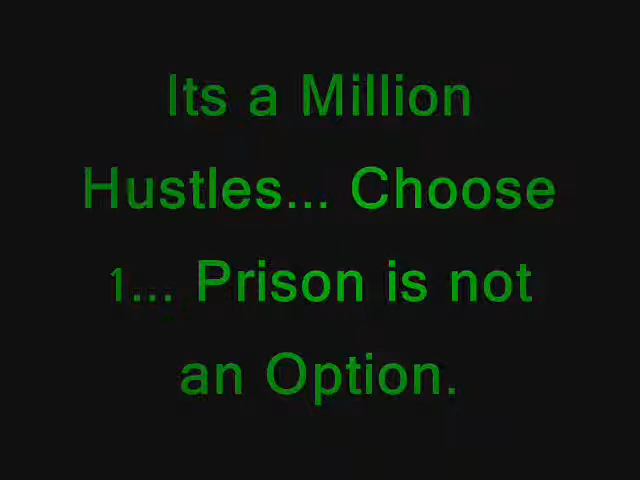 Its a Million
Hustles... Choose
1... Prison is not
an Option.